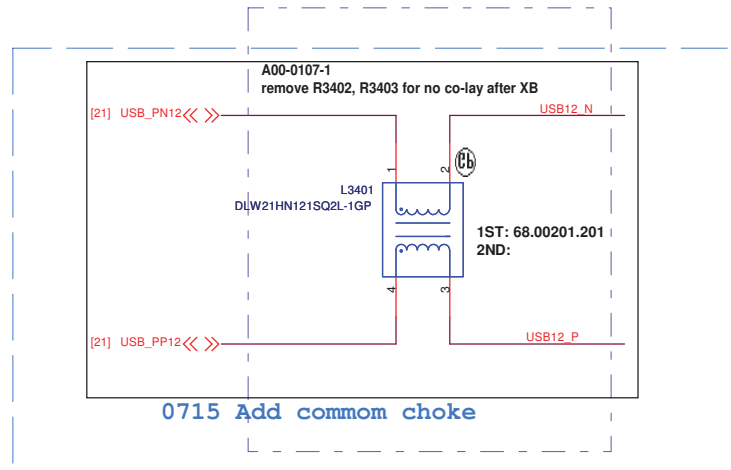 A00-0107-1
remove R3402, R3403 for no co-lay after XB
[21] USB_PN12
USB12_N
1
2
L3401
DLW21HN121SQ2L-1GP
1ST: 68.00201.201
2ND:
4
3
[21] USB_PP12
USB12_P
0715 Add commom choke